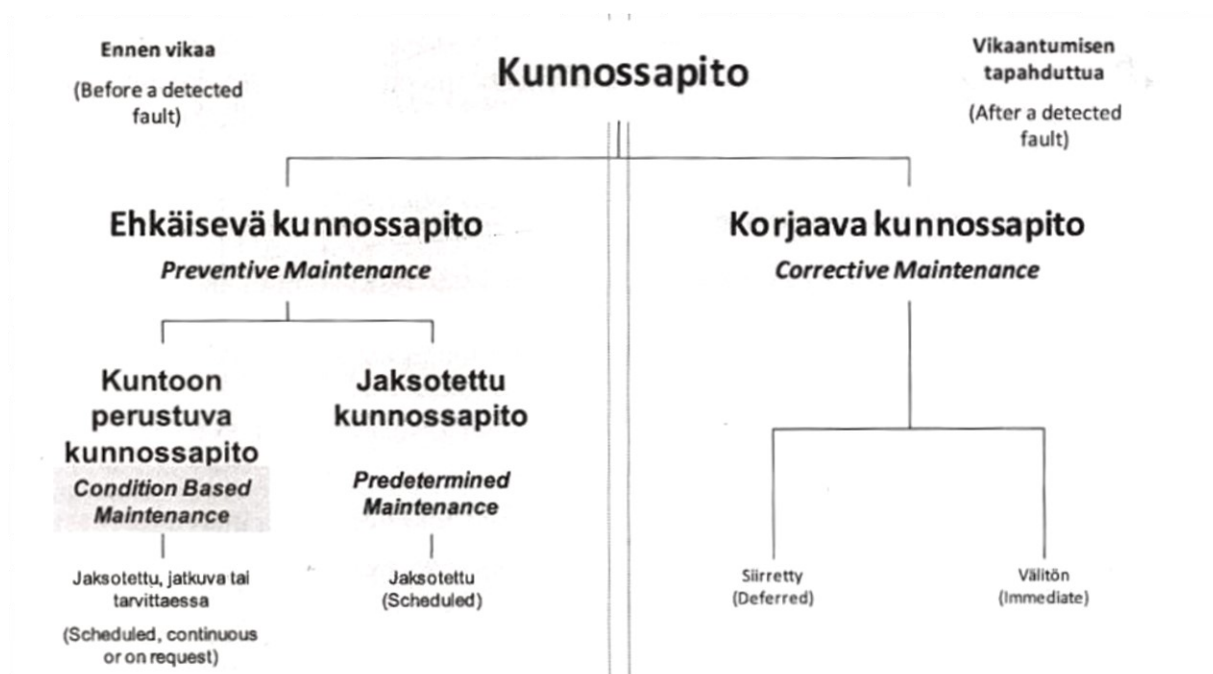 Ennen vikaa
(Before a detected
fault)
Kunnossapito
Vikaantumisen
tapahduttua
(After a detected
fault)
Ehkäisevä kunnossapito
Preventive Maintenance
Korjaava kunnossapito
Corrective Maintenance
Kuntoon
perustuva
kunnossapito
Condition Based
Maintenance
Jaksotettu
kunnossapito
Predetermined
Maintenance
Jaksotettu, jatkuva tai
tarvittaessa
(Scheduled, continuous
or on request)
Jaksotettu
(Scheduled)
Siirretty
(Deferred)
Välitön
(Immediate)